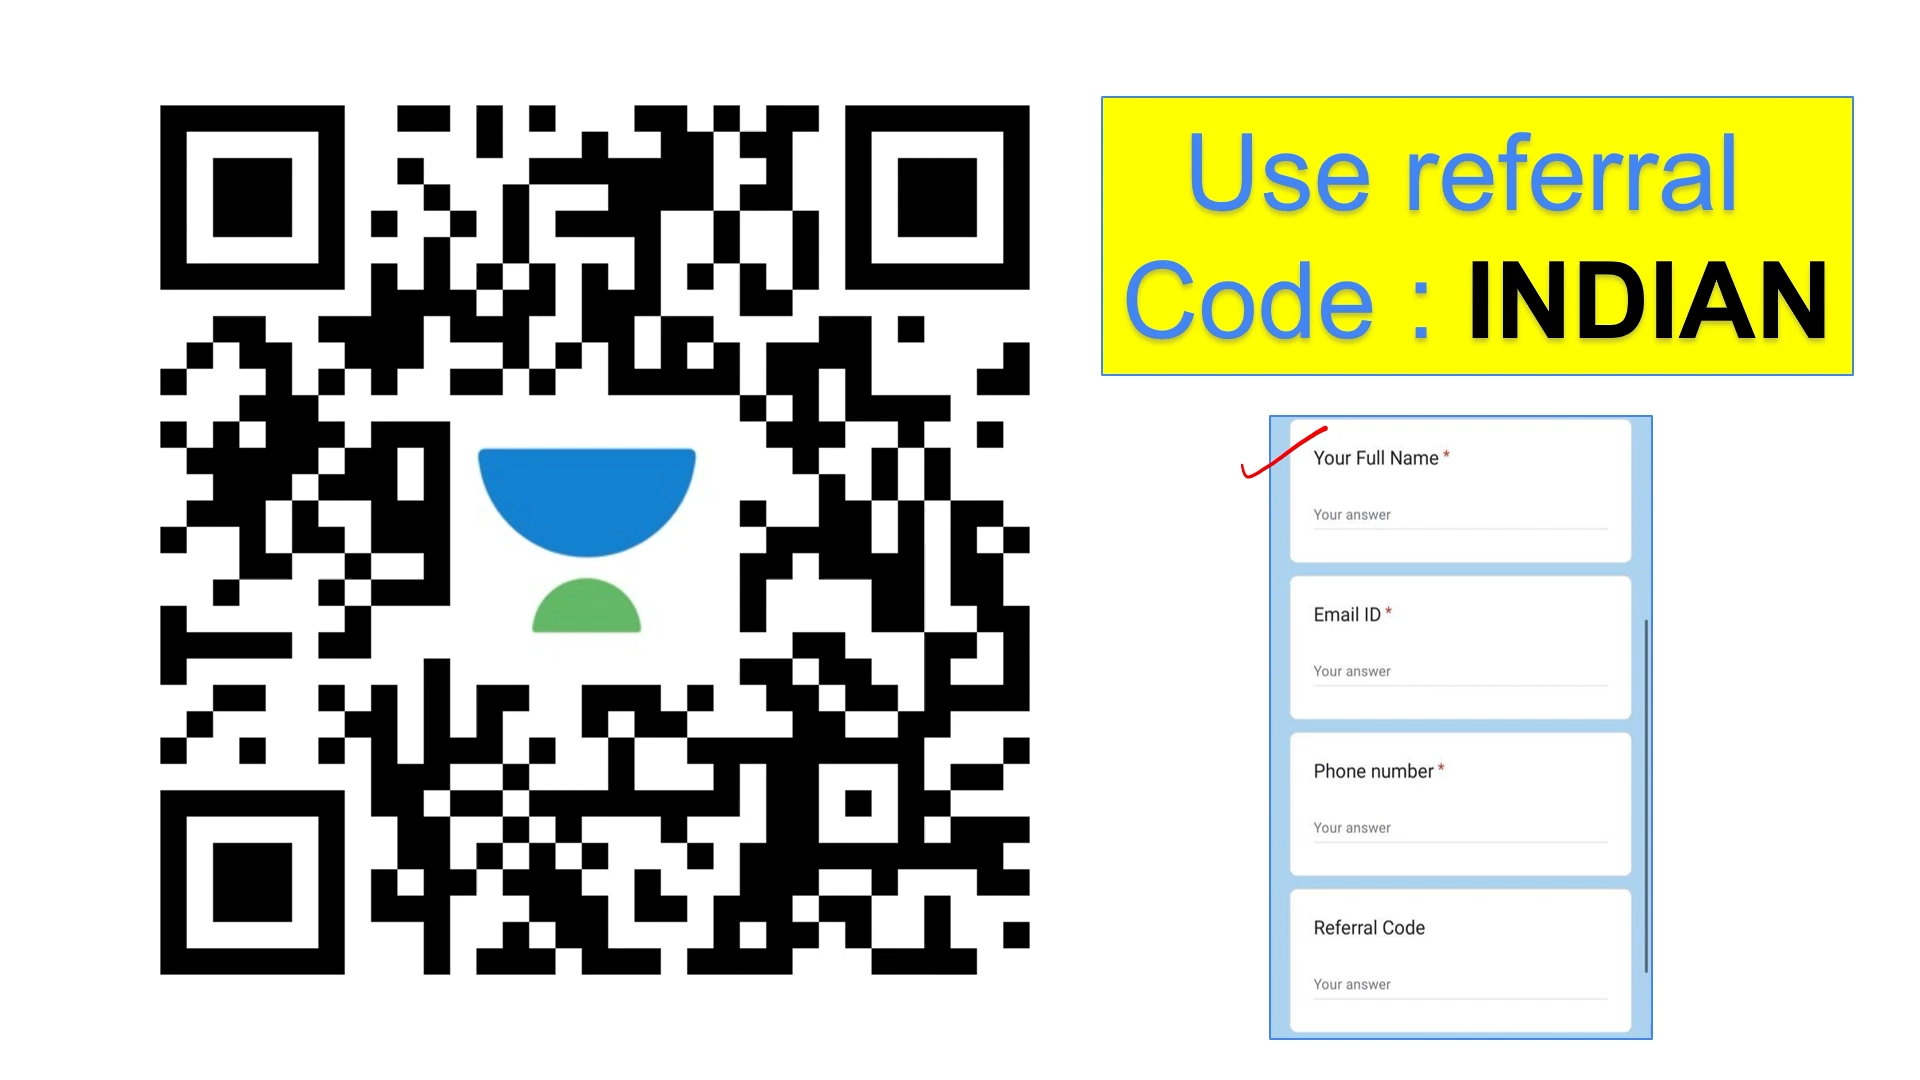 Use referral
Code : INDIAN
Your Full Name *
Your answer
Email ID *
Your answer
Phone number *
Your answer
Referral Code
Your answer